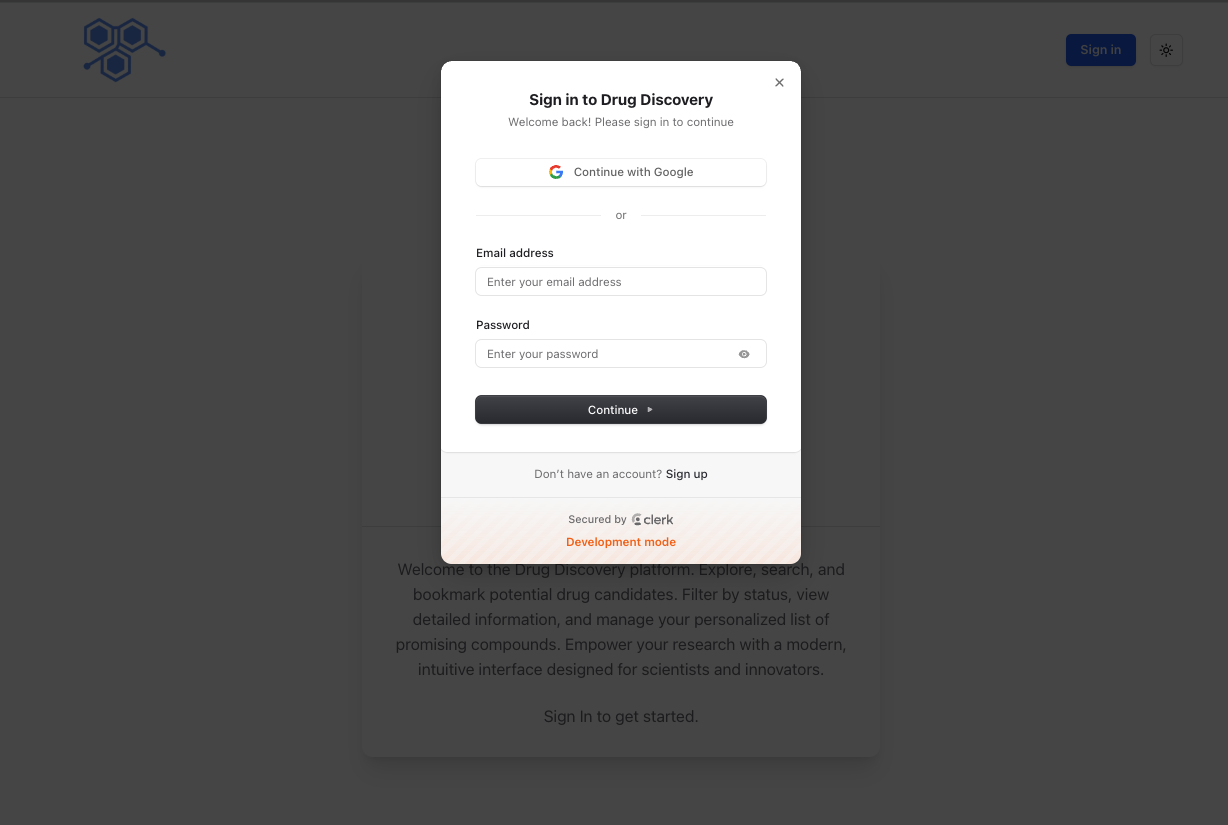 Sign in
Sign in to Drug Discovery
Welcome back! Please sign in to continue
Continue with Google
or
Email address
Enter your email address
Password
Enter your password
Continue
Don't have an account? Sign up
Secured by clerk
Development mode
Welcome to the Drug Discovery platform. Explore, search, and
bookmark potential drug candidates. Filter by status, view
detailed information, and manage your personalized list of
promising compounds. Empower your research with a modern,
intuitive interface designed for scientists and innovators.
Sign In to get started.